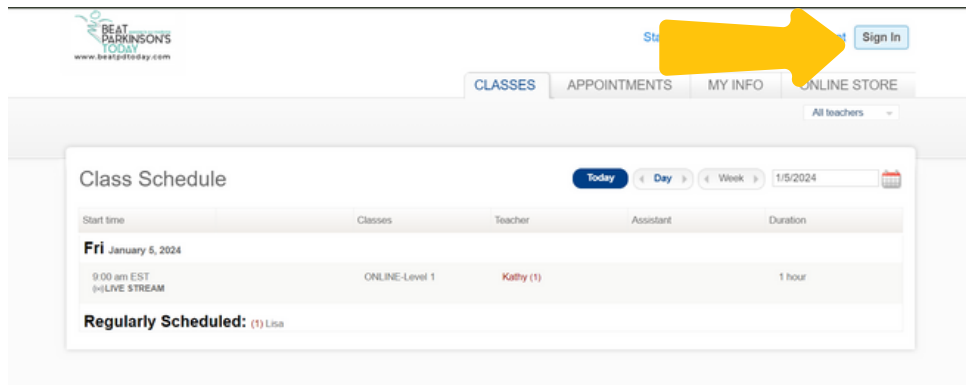 BEAT
PARKINSON'S
TODAY
www.beatpdtoday.com
Sign In
CLASSES APPOINTMENTS MY INFO ONLINE STORE
All teachers
Class Schedule
Today Day Week 1/5/2024
Start time Classes Teacher Assistant Duration
Fri January 5, 2024
9:00 am EST ONLINE-Level 1 Kathy (1) 1 hour
LIVE STREAM
Regularly Scheduled: (1) Lisa